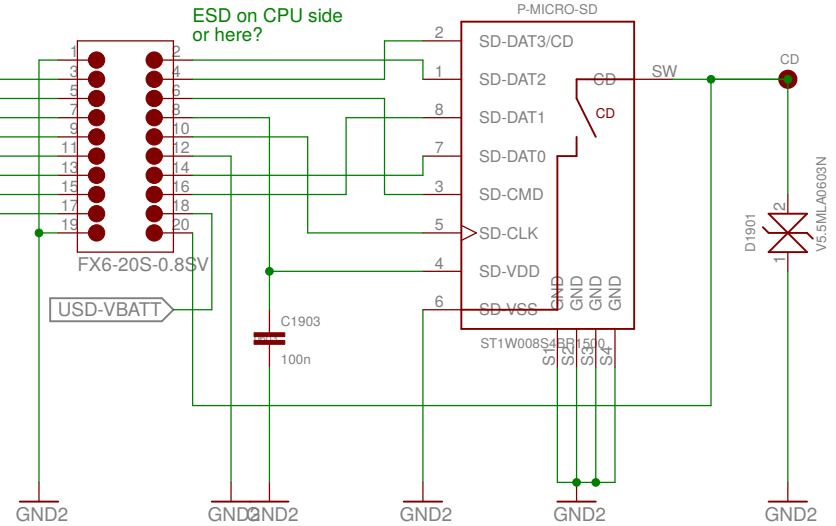 ESD on CPU side
or here?
P-MICRO-SD
1
3
5
7
9
11
13
15
17
19
2
4
6
8
10
12
14
16
18
20
FX6-20S-0.8SV
USD-VBATT
C1903
100n
2 SD-DAT3/CD
1 SD-DAT2
8 SD-DAT1
7 SD-DAT0
3 SD-CMD
5 SD-CLK
4 SD-VDD
6 SD-VSS
CD
CD
SW
GND
GND
GND
GND
ST1W008S4BR1500
S1
S2
S3
S4
CD
D1901
2
1
V5.5MLA0603N
GND2
GND2
GND2
GND2
GND2
GND2